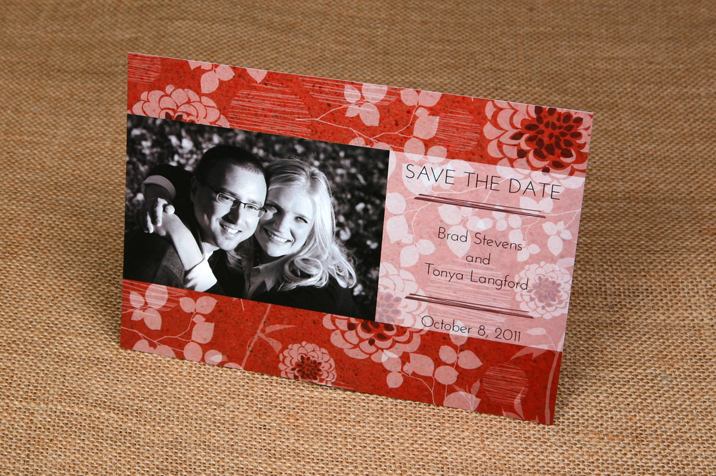 SAVE THE DATE
Brad Stevens
and
Tonya Langford
October 8, 2011